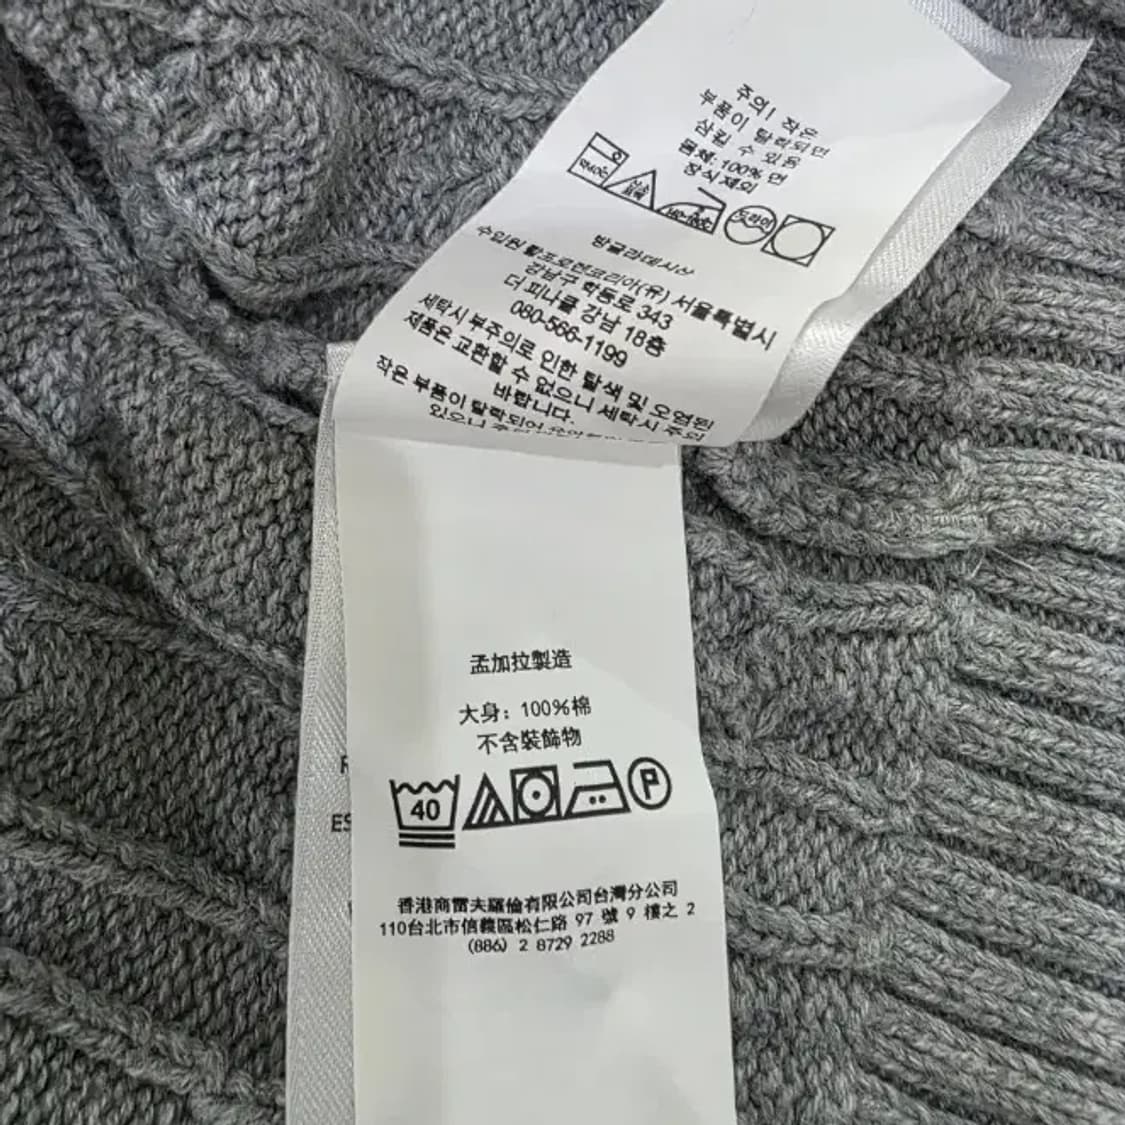 주의! 작은
부품이 탈락되면
삼킬 수 있음
몸체: 100% 면
장식제외
드라이
방글라데시산
수입원 랄프로렌코리아(유) 서울특별시
강남구 학동로 343
더 피나클 강남 18층
080-566-1199
세탁시 부주의로 인한 탈색 및 오염된
제품은 교환할 수 없으니 세탁시 주의
바랍니다.
작은 부품이 탈락되어
있으니
孟加拉製造
大身: 100%棉
不含裝飾物
40
P
香港商雷夫羅倫有限公司台灣分公司
110台北市信義區松仁路 97 號 9 樓之 2
(886) 2 8729 2288
ES